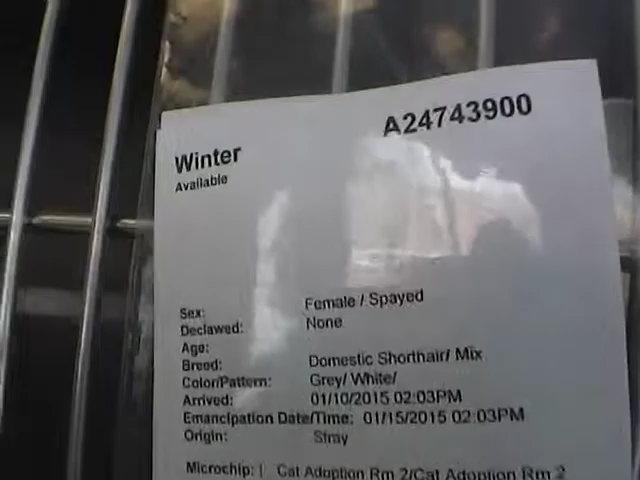 A24743900
Winter
Available
Sex: Female / Spayed
Declawed: None
Age:
Breed: Domestic Shorthair/ Mix
Color/Pattern: Grey/ White/
Arrived: 01/10/2015 02:03PM
Emancipation Date/Time: 01/15/2015 02:03PM
Origin: Stray
Microchip: | Cat Adoption Rm 2/Cat Adoption Rm 2